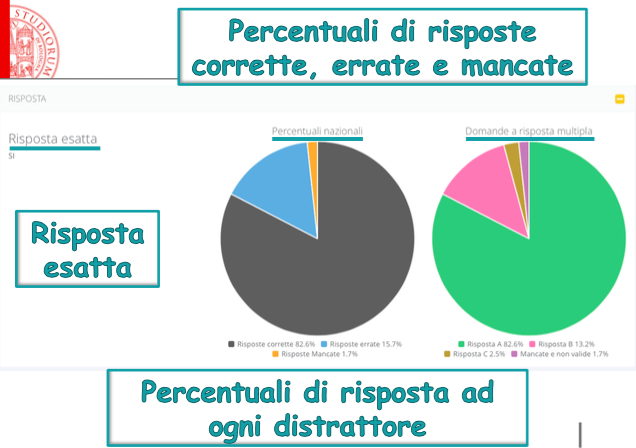 STUDIORUM
Percentuali di risposte
corrette, errate e mancate
RISPOSTA
Risposta esatta
SI
Percentuali nazionali
Domande a risposta multipla
Risposta
esatta
Risposte corrette 82.6% Risposte errate 15.7%
Risposte Mancate 1.7%
Risposta A 82.6% Risposta B 13.2%
Risposta C 2.5% Mancate e non valide 1.7%
Percentuali di risposta ad
ogni distrattore